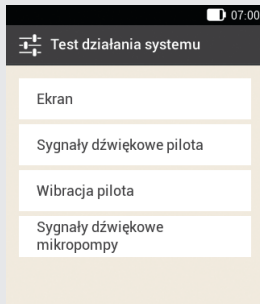 07:00
Test działania systemu
Ekran
Sygnały dźwiękowe pilota
Wibracja pilota
Sygnały dźwiękowe
mikropompy